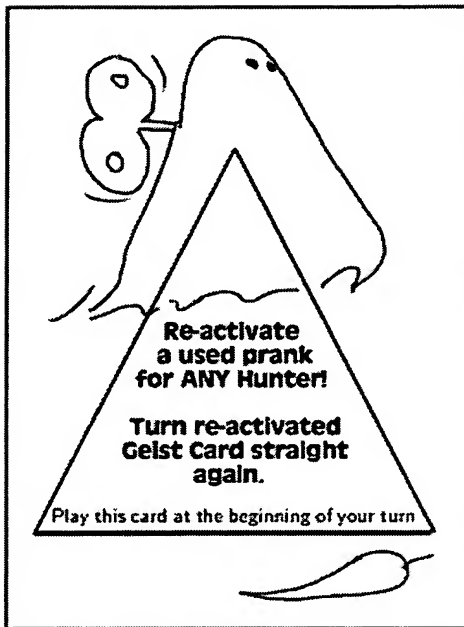 Re-activate
a used prank
for ANY Hunter!
Turn re-activated
Geist Card straight
again.
Play this card at the beginning of your turn